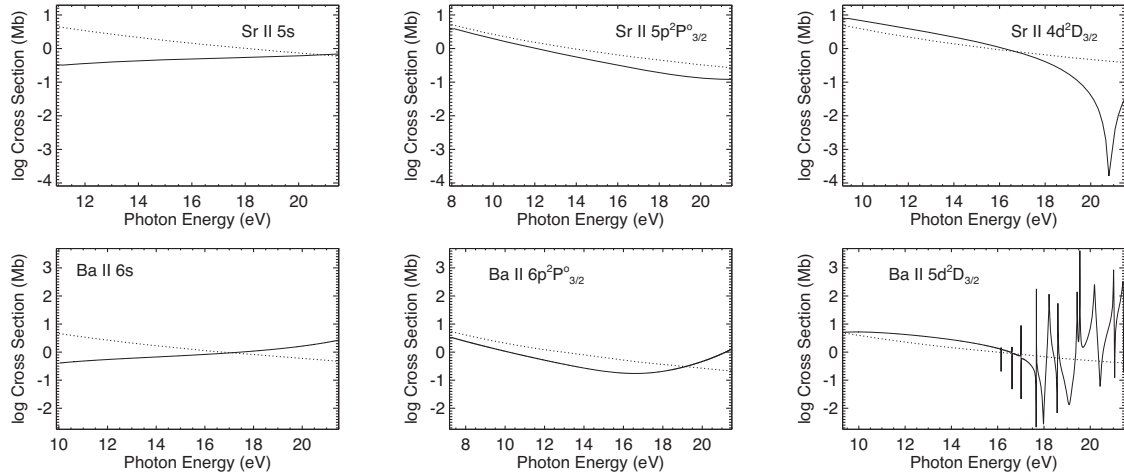 log Cross Section (Mb)
1
0
-1
-2
-3
-4
Sr II 5s
12 14 16 18 20
Photon Energy (eV)
log Cross Section (Mb)
1
0
-1
-2
-3
-4
Sr II 5p²Pº₃/₂
8 10 12 14 16 18 20
Photon Energy (eV)
log Cross Section (Mb)
1
0
-1
-2
-3
-4
Sr II 4d²D₃/₂
10 12 14 16 18 20
Photon Energy (eV)
log Cross Section (Mb)
3
2
1
0
-1
-2
Ba II 6s
10 12 14 16 18 20
Photon Energy (eV)
log Cross Section (Mb)
3
2
1
0
-1
-2
Ba II 6p²Pº₃/₂
8 10 12 14 16 18 20
Photon Energy (eV)
log Cross Section (Mb)
3
2
1
0
-1
-2
Ba II 5d²D₃/₂
10 12 14 16 18 20
Photon Energy (eV)